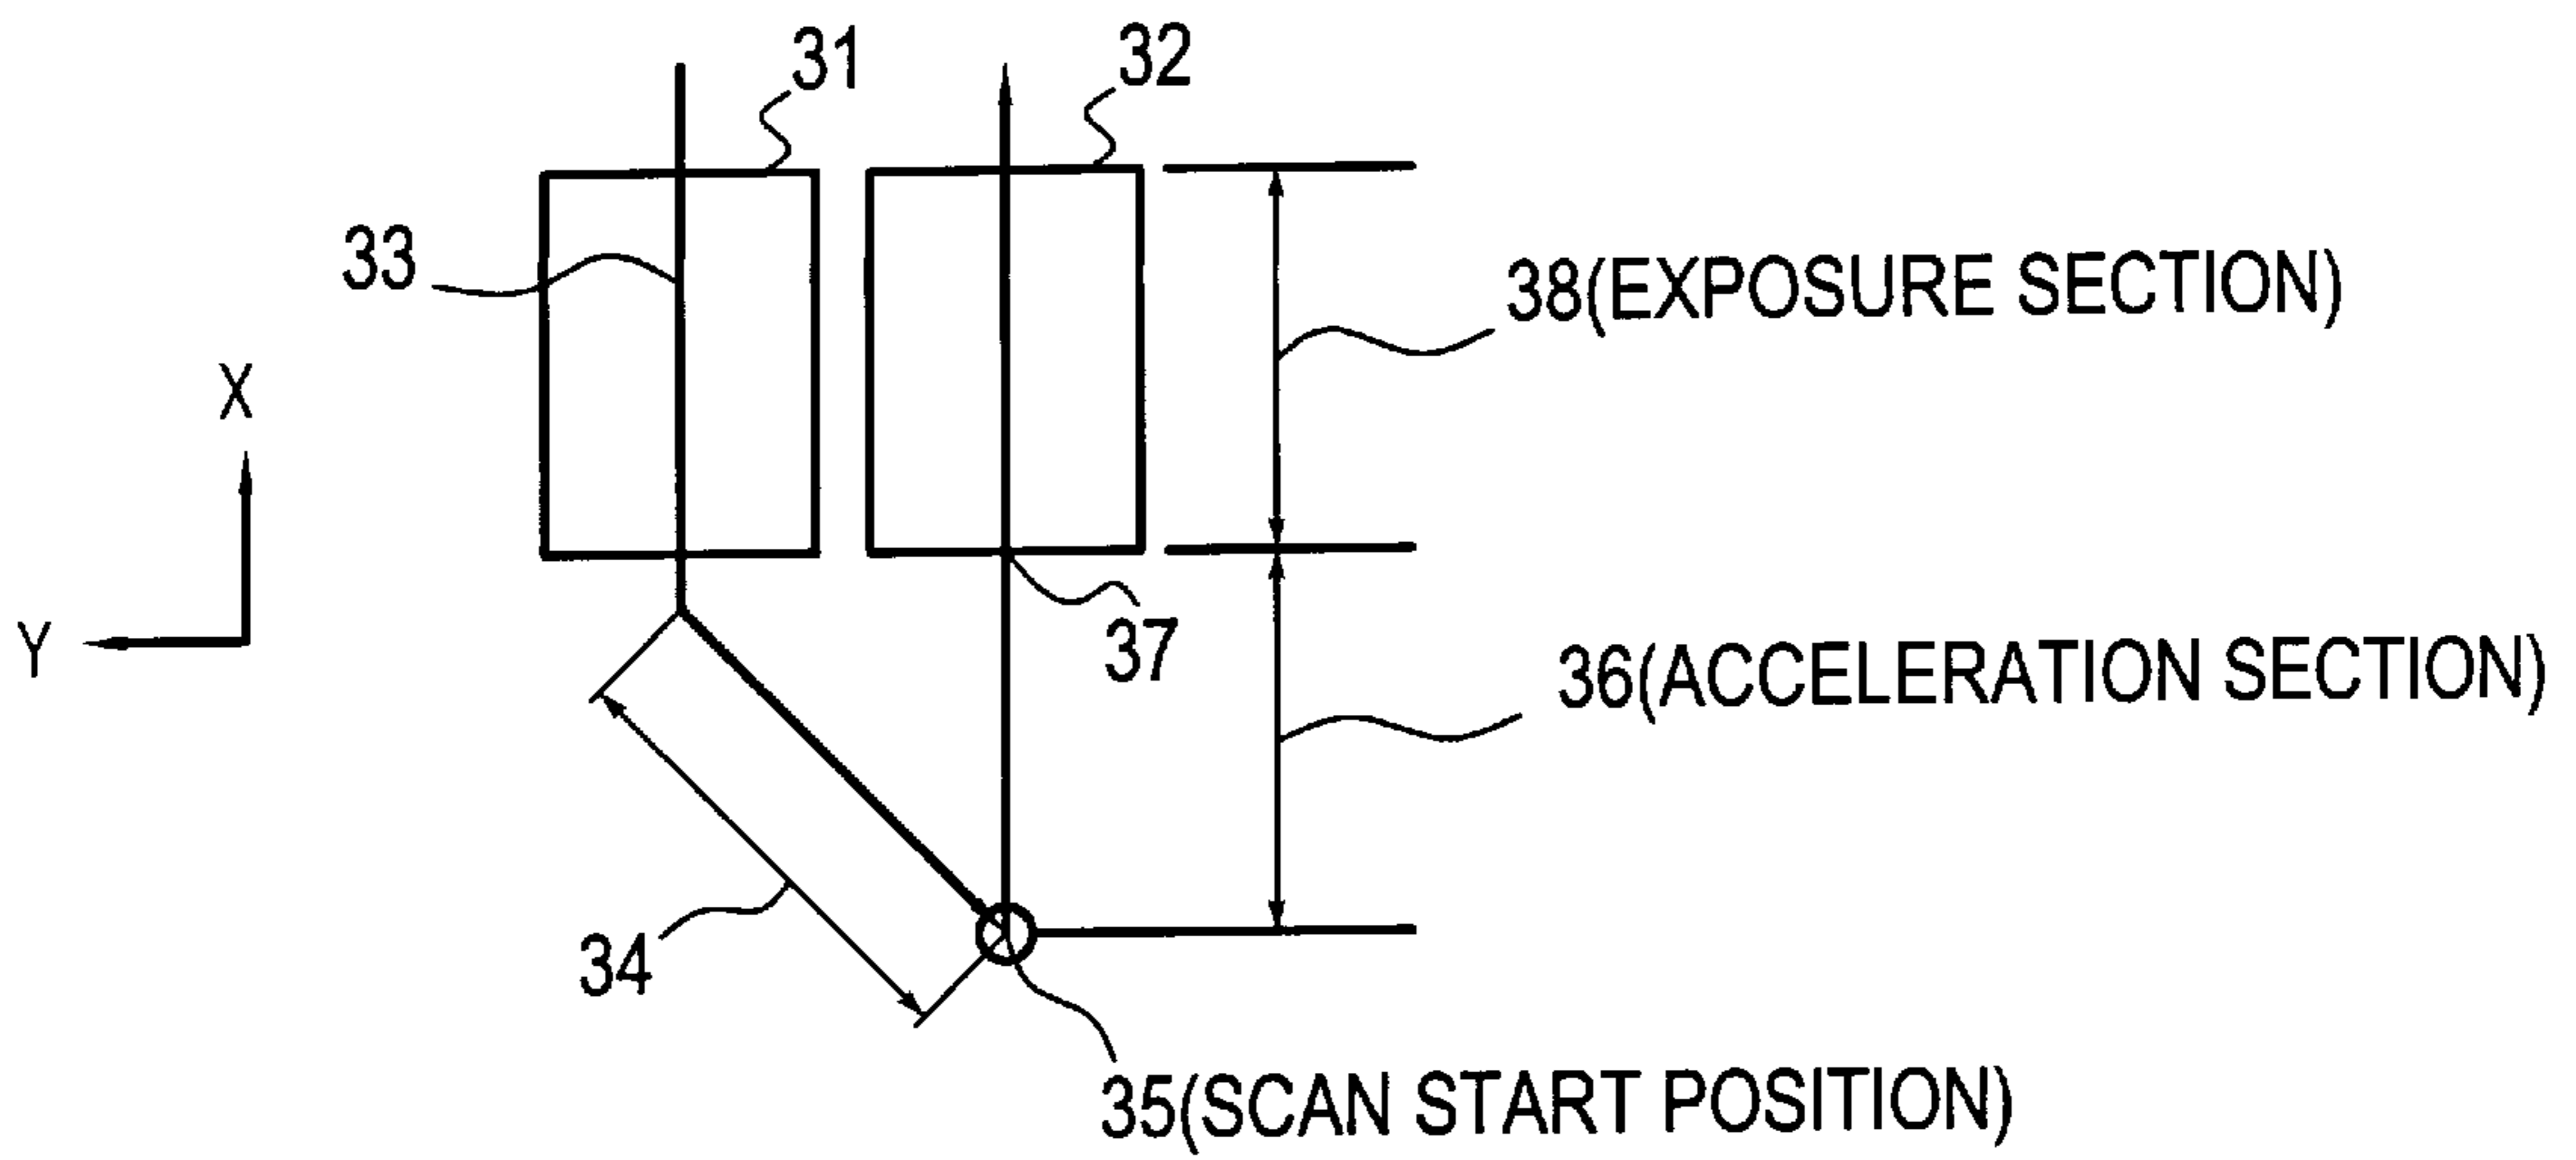 31
32
33
38(EXPOSURE SECTION)
X
Y
37
36(ACCELERATION SECTION)
34
35(SCAN START POSITION)